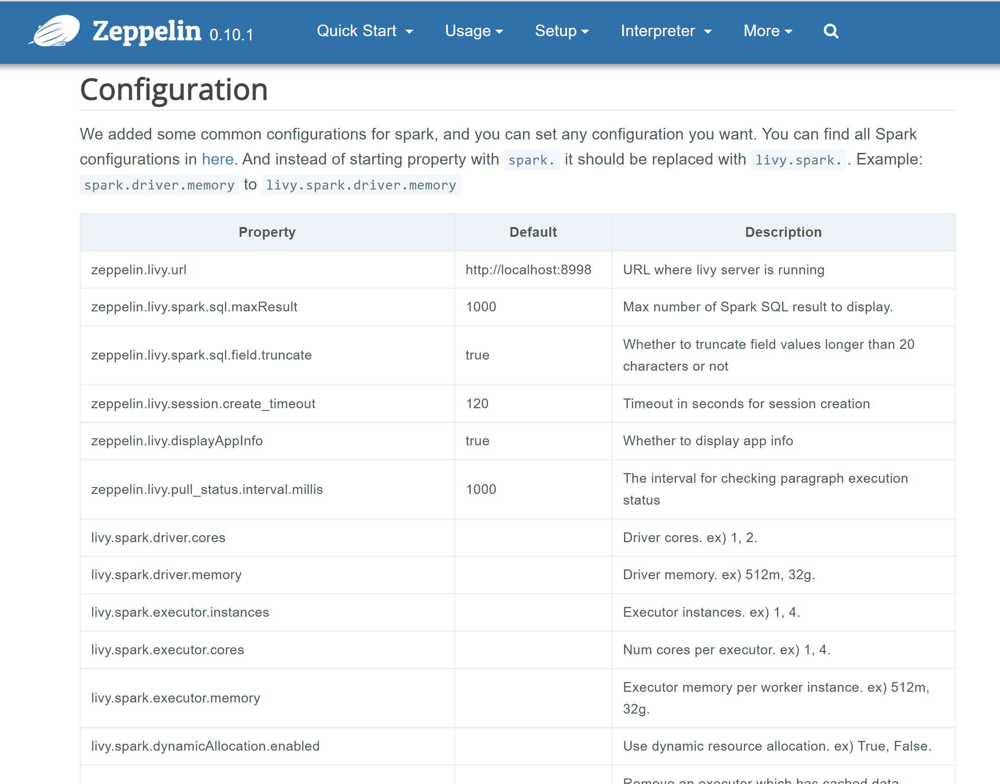 Zeppelin 0.10.1 Quick Start Usage Setup Interpreter More
Configuration
We added some common configurations for spark, and you can set any configuration you want. You can find all Spark
configurations in here. And instead of starting property with spark. it should be replaced with livy.spark. . Example:
spark.driver.memory to livy.spark.driver.memory
Property Default Description
zeppelin.livy.url http://localhost:8998 URL where livy server is running
zeppelin.livy.spark.sql.maxResult 1000 Max number of Spark SQL result to display.
zeppelin.livy.spark.sql.field.truncate true Whether to truncate field values longer than 20
characters or not
zeppelin.livy.session.create_timeout 120 Timeout in seconds for session creation
zeppelin.livy.displayAppInfo true Whether to display app info
zeppelin.livy.pull_status.interval.millis 1000 The interval for checking paragraph execution
status
livy.spark.driver.cores Driver cores. ex) 1, 2.
livy.spark.driver.memory Driver memory. ex) 512m, 32g.
livy.spark.executor.instances Executor instances. ex) 1, 4.
livy.spark.executor.cores Num cores per executor. ex) 1, 4.
livy.spark.executor.memory Executor memory per worker instance. ex) 512m,
32g.
livy.spark.dynamicAllocation.enabled Use dynamic resource allocation. ex) True, False.
Remove an executor which has cached data